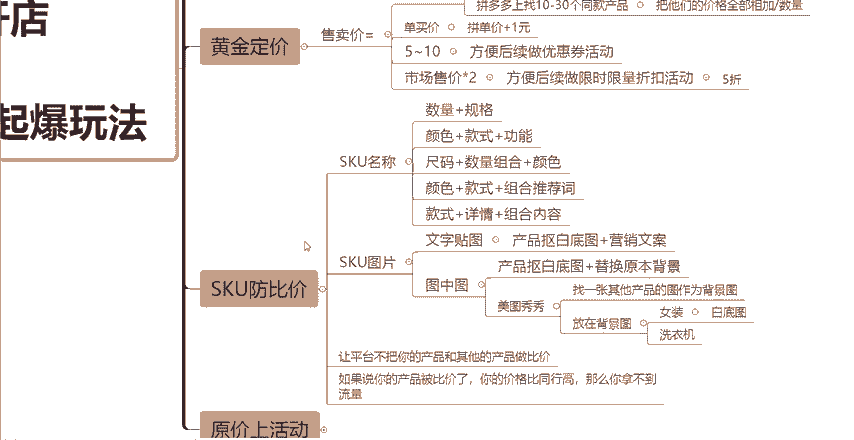 开店
起爆玩法
黄金定价
售卖价=
拼多多上找10-30个同款产品
把他们的价格全部相加/数量
单买价
拼单价+1元
5~10
方便后续做优惠券活动
市场售价*2
方便后续做限时限量折扣活动
5折
SKU防比价
SKU名称
数量+规格
颜色+款式+功能
尺码+数量组合+颜色
颜色+款式+组合推荐词
款式+详情+组合内容
SKU图片
文字贴图
产品抠白底图+营销文案
图中图
产品抠白底图+替换原本背景
美图秀秀
找一张其他产品的图作为背景图
放在背景图
女装
白底图
洗衣机
让平台不把你的产品和其他的产品做比价
如果说你的产品被比价了，你的价格比同行高，那么你拿不到
流量
原价上活动